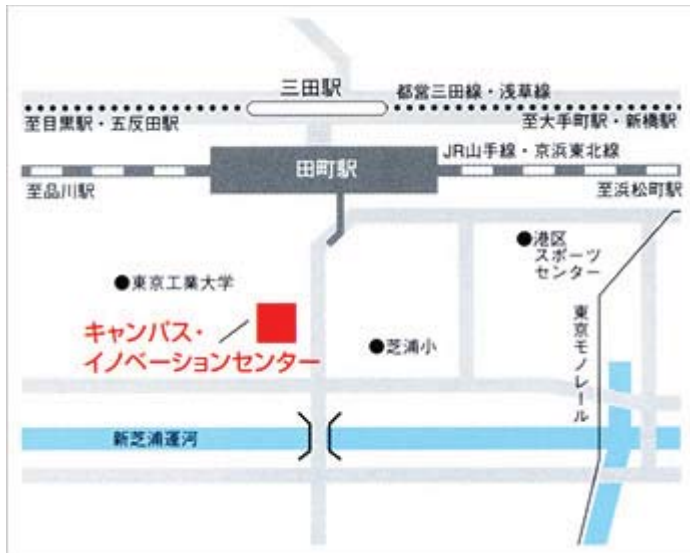 三田駅
都営三田線・浅草線
至目黒駅・五反田駅
至大手町駅・新橋駅
JR山手線・京浜東北線
田町駅
至品川駅
至浜松町駅
●港区
スポーツ
センター
●東京工業大学
キャンパス・
イノベーションセンター
●芝浦小
東京モノレール
新芝浦運河